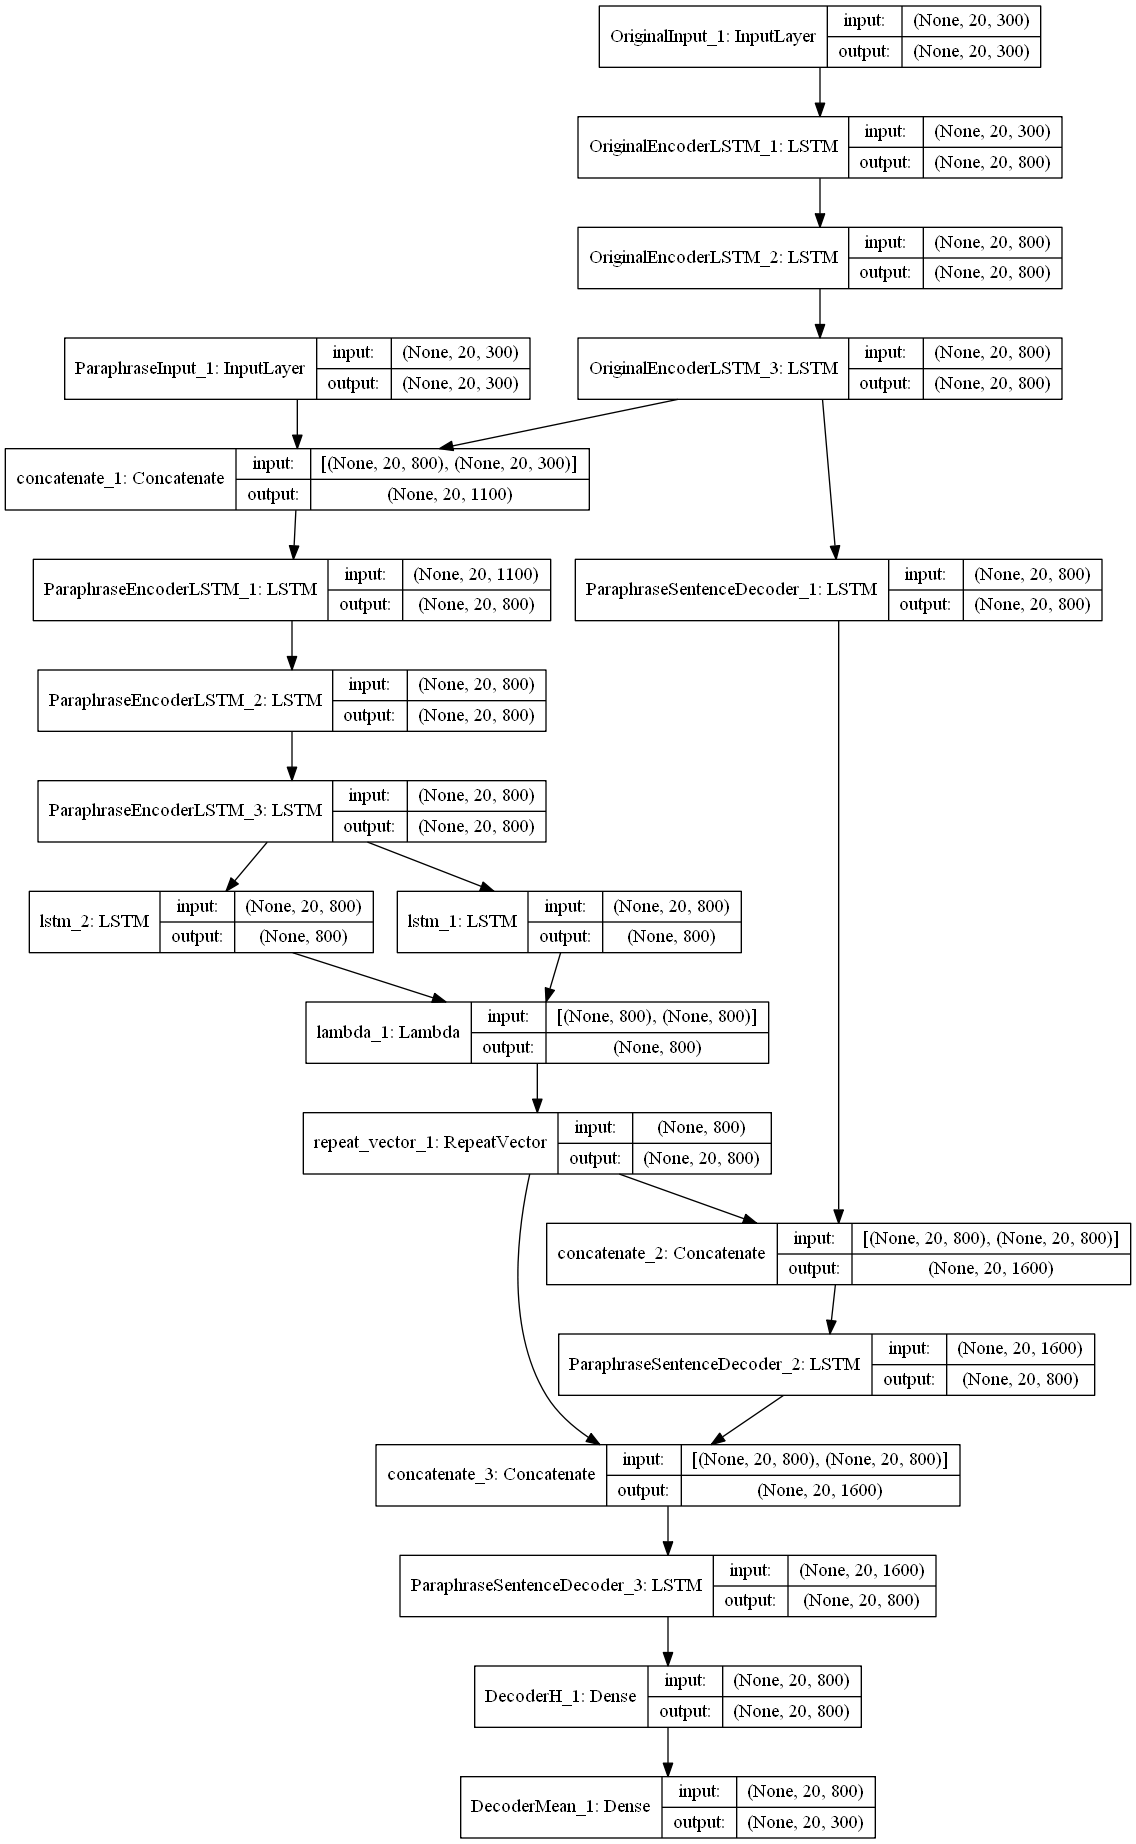 OriginalInput_1: InputLayer
input: (None, 20, 300)
output: (None, 20, 300)
OriginalEncoderLSTM_1: LSTM
input: (None, 20, 300)
output: (None, 20, 800)
OriginalEncoderLSTM_2: LSTM
input: (None, 20, 800)
output: (None, 20, 800)
ParaphraseInput_1: InputLayer
input: (None, 20, 300)
output: (None, 20, 300)
OriginalEncoderLSTM_3: LSTM
input: (None, 20, 800)
output: (None, 20, 800)
concatenate_1: Concatenate
input: [(None, 20, 800), (None, 20, 300)]
output: (None, 20, 1100)
ParaphraseEncoderLSTM_1: LSTM
input: (None, 20, 1100)
output: (None, 20, 800)
ParaphraseSentenceDecoder_1: LSTM
input: (None, 20, 800)
output: (None, 20, 800)
ParaphraseEncoderLSTM_2: LSTM
input: (None, 20, 800)
output: (None, 20, 800)
ParaphraseEncoderLSTM_3: LSTM
input: (None, 20, 800)
output: (None, 20, 800)
lstm_2: LSTM
input: (None, 20, 800)
output: (None, 800)
lstm_1: LSTM
input: (None, 20, 800)
output: (None, 800)
lambda_1: Lambda
input: [(None, 800), (None, 800)]
output: (None, 800)
repeat_vector_1: RepeatVector
input: (None, 800)
output: (None, 20, 800)
concatenate_2: Concatenate
input: [(None, 20, 800), (None, 20, 800)]
output: (None, 20, 1600)
ParaphraseSentenceDecoder_2: LSTM
input: (None, 20, 1600)
output: (None, 20, 800)
concatenate_3: Concatenate
input: [(None, 20, 800), (None, 20, 800)]
output: (None, 20, 1600)
ParaphraseSentenceDecoder_3: LSTM
input: (None, 20, 1600)
output: (None, 20, 800)
DecoderH_1: Dense
input: (None, 20, 800)
output: (None, 20, 800)
DecoderMean_1: Dense
input: (None, 20, 800)
output: (None, 20, 300)